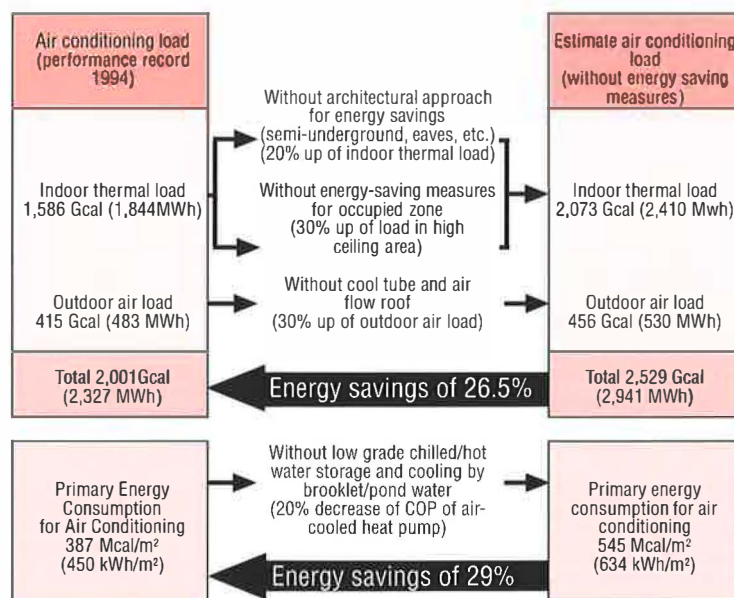 Air conditioning load
(performance record
1994)
Estimate air conditioning
load
(without energy saving
measures)
Without architectural approach
for energy savings
(semi-underground, eaves, etc.)
(20% up of indoor thermal load)
Indoor thermal load
1,586 Gcal (1,844MWh)
Without energy-saving measures
for occupied zone
(30% up of load in high
ceiling area)
Indoor thermal load
2,073 Gcal (2,410 Mwh)
Outdoor air load
415 Gcal (483 MWh)
Without cool tube and air
flow roof
(30% up of outdoor air load)
Outdoor air load
456 Gcal (530 MWh)
Total 2,001Gcal
(2,327 MWh)
Energy savings of 26.5%
Total 2,529 Gcal
(2,941 MWh)
Primary Energy
Consumption
for Air Conditioning
387 Mcal/m²
(450 kWh/m²)
Without low grade chilled/hot
water storage and cooling by
brooklet/pond water
(20% decrease of COP of air-
cooled heat pump)
Primary energy
consumption for air
conditioning
545 Mcal/m²
(634 kWh/m²)
Energy savings of 29%